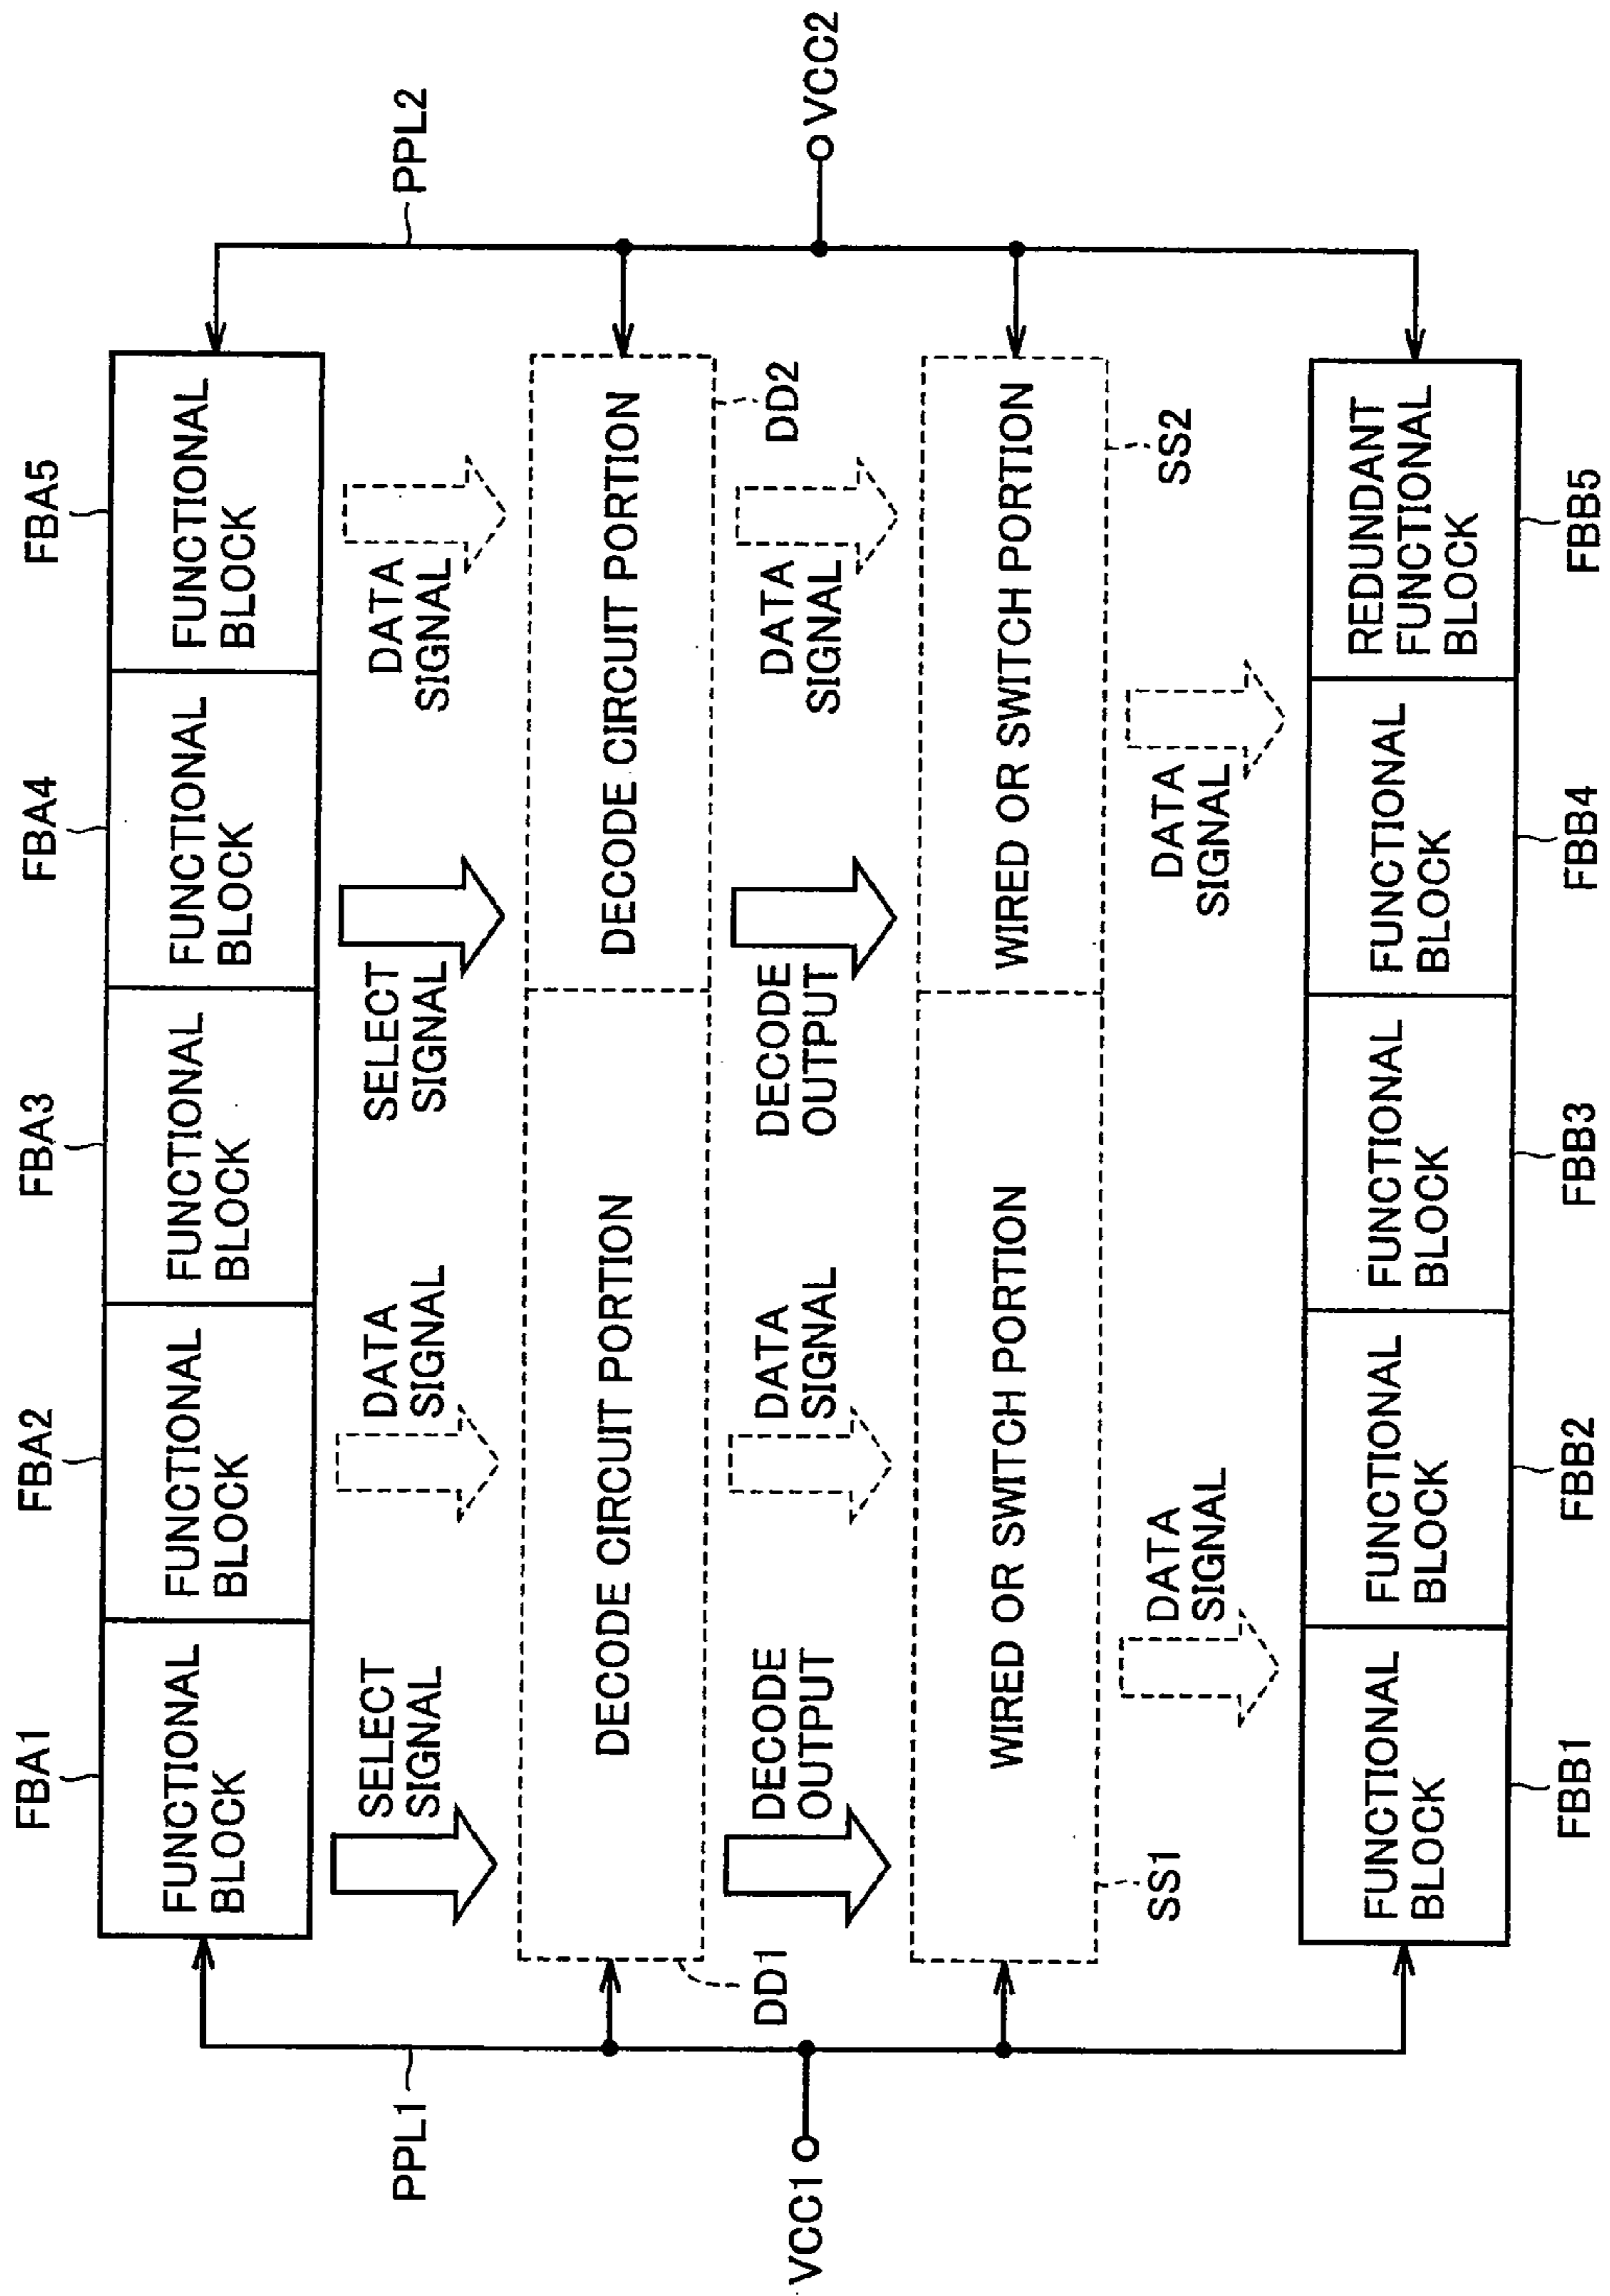 FBA1
FBA2
FBA3
FBA4
FBA5
FUNCTIONAL
BLOCK
FUNCTIONAL
BLOCK
FUNCTIONAL
BLOCK
FUNCTIONAL
BLOCK
FUNCTIONAL
BLOCK
PPL1
PPL2
SELECT
SIGNAL
DATA
SIGNAL
SELECT
SIGNAL
DATA
SIGNAL
DECODE CIRCUIT PORTION
DECODE CIRCUIT PORTION
DD1
DD2
VCC1
VCC2
DECODE
OUTPUT
DATA
SIGNAL
DECODE
OUTPUT
DATA
SIGNAL
WIRED OR SWITCH PORTION
WIRED OR SWITCH PORTION
SS1
SS2
DATA
SIGNAL
DATA
SIGNAL
FUNCTIONAL
BLOCK
FUNCTIONAL
BLOCK
FUNCTIONAL
BLOCK
FUNCTIONAL
BLOCK
REDUNDANT
FUNCTIONAL
BLOCK
FBB1
FBB2
FBB3
FBB4
FBB5